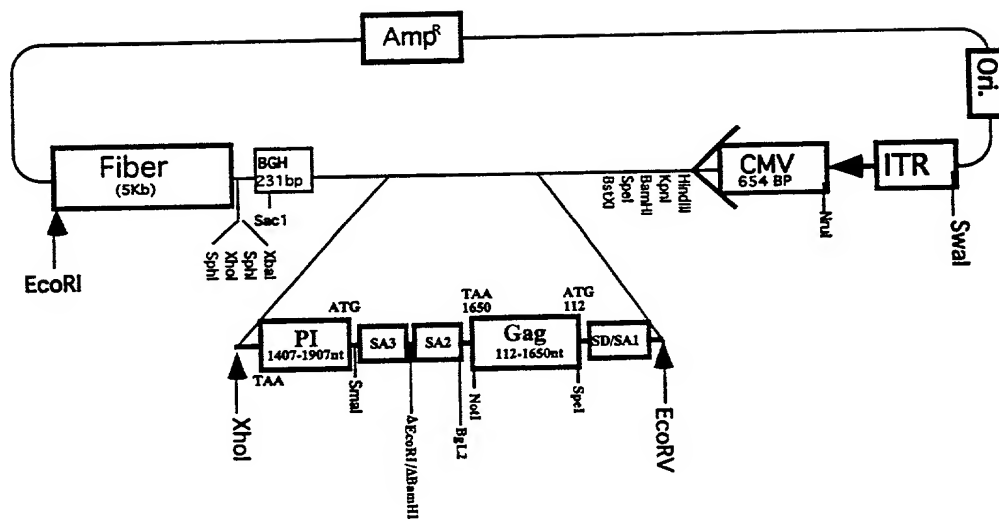 Amp^R
Ori.
Fiber
(5Kb)
BGH
231bp
CMV
654 BP
ITR
Sac1
SphI
XhoI
SphI
XbaI
BstXI
SpeI
BamHI
KpnI
HindIII
NruI
SwaI
EcoRI
ATG
TAA
1650
ATG
112
PI
1407-1907nt
SA3
SA2
Gag
112-1650nt
SD/SA1
TAA
SmaI
NotI
SpeI
XhoI
ΔEcoRI/ΔBamHI
BgL2
EcoRV